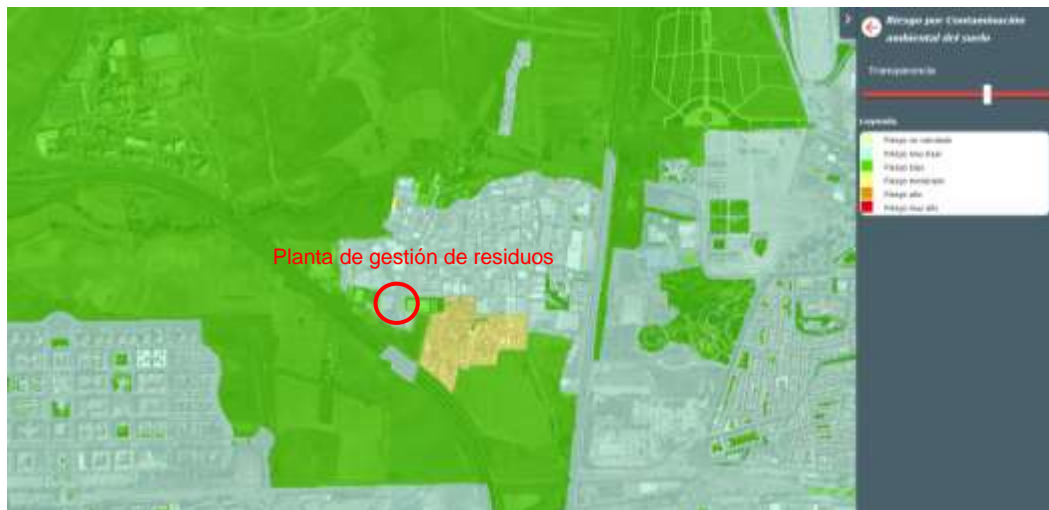 Riesgo por Contaminación
ambiental del suelo
Transparencia
Leyenda
Riesgo no calculado
Riesgo muy bajo
Riesgo bajo
Riesgo moderado
Riesgo alto
Riesgo muy alto
Planta de gestión de residuos